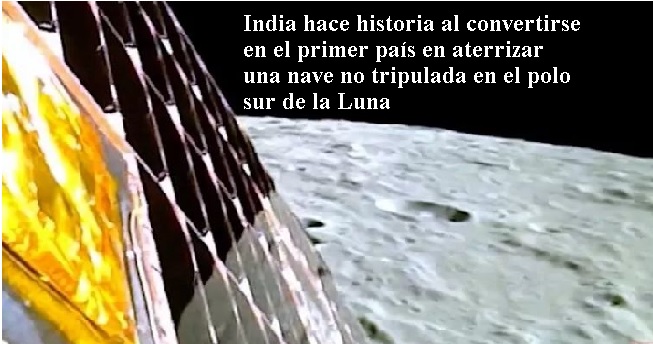 India hace historia al convertirse
en el primer país en aterrizar
una nave no tripulada en el polo
sur de la Luna